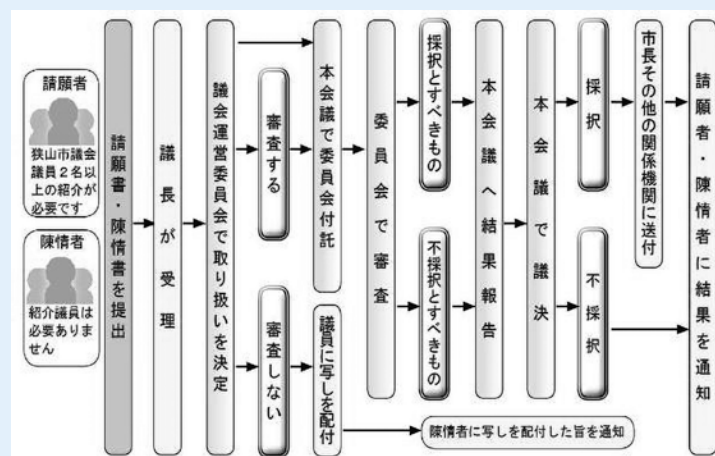 請願者
狭山市議会
議員２名以
上の紹介が
必要です
陳情者
紹介議員は
必要ありま
せん
請願書・陳情書を提出
議長が受理
議会運営委員会で取り扱いを決定
審査する
審査しない
本会議で委員会付託
議員に写しを配付
委員会で審査
採択とすべきもの
不採択とすべきもの
本会議へ結果報告
本会議で議決
採択
不採択
市長その他の関係機関に送付
請願者・陳情者に結果を通知
陳情者に写しを配付した旨を通知